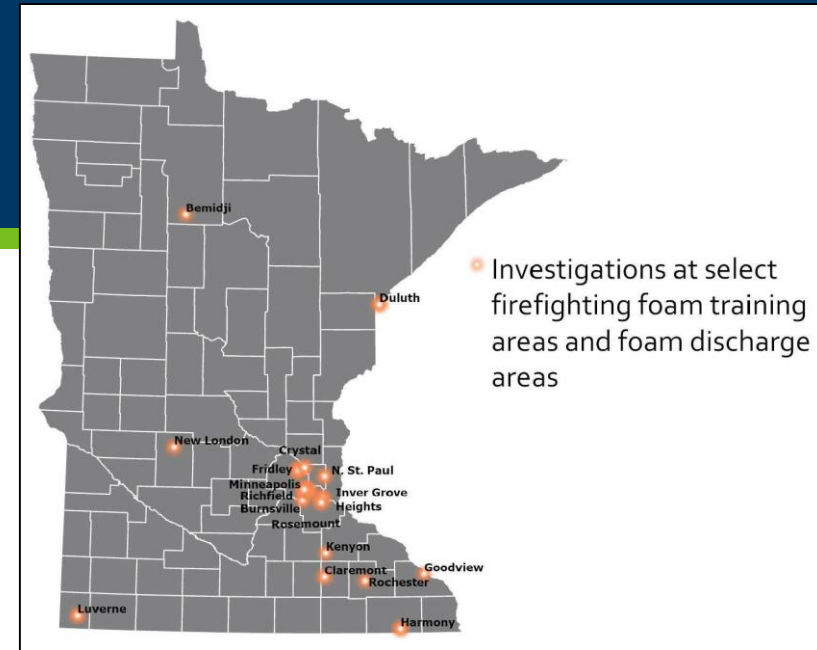 Bemidji
Duluth
Investigations at select
firefighting foam training
areas and foam discharge
areas
New London
Crystal
Fridley
N. St. Paul
Minneapolis
Richfield
Inver Grove
Heights
Burnsville
Rosemount
Kenyon
Claremont
Goodview
Rochester
Luverne
Harmony